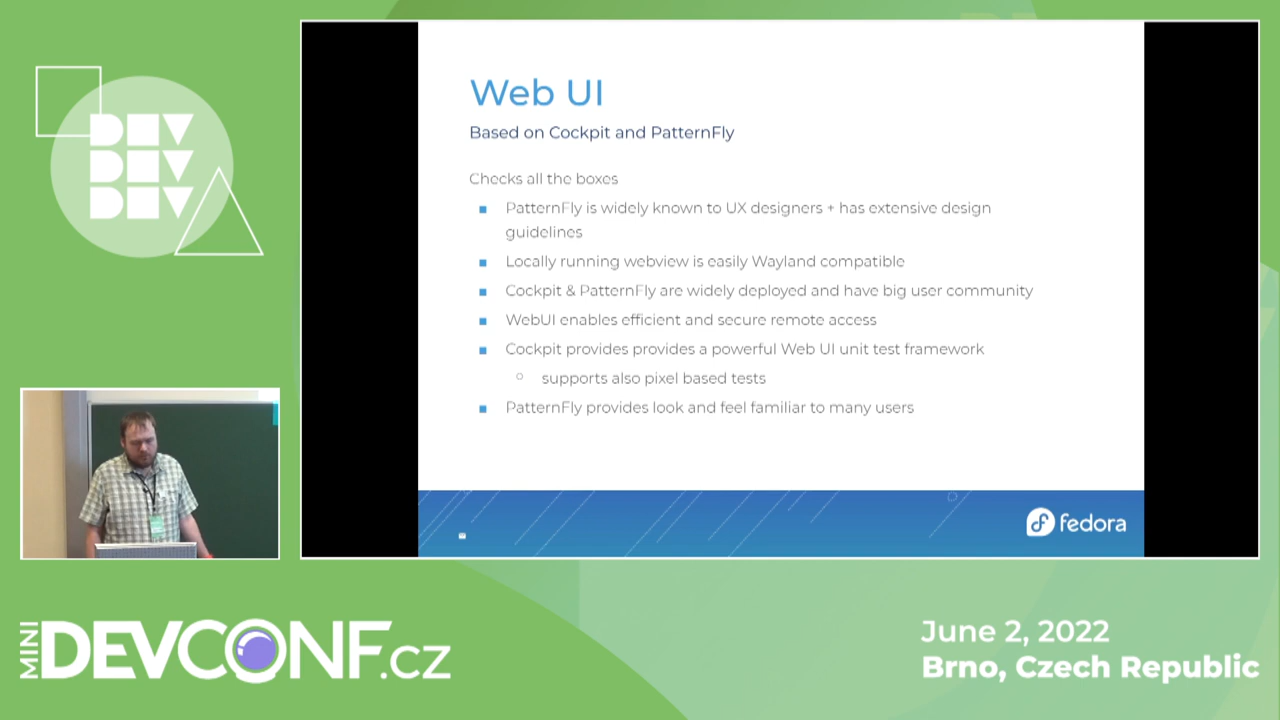 DEV
DEV
DEV
Web UI
Based on Cockpit and PatternFly
Checks all the boxes
PatternFly is widely known to UX designers + has extensive design
guidelines
Locally running webview is easily Wayland compatible
Cockpit & PatternFly are widely deployed and have big user community
WebUI enables efficient and secure remote access
Cockpit provides provides a powerful Web UI unit test framework
supports also pixel based tests
PatternFly provides look and feel familiar to many users
fedora
MINI DEVCONF.CZ
June 2, 2022
Brno, Czech Republic